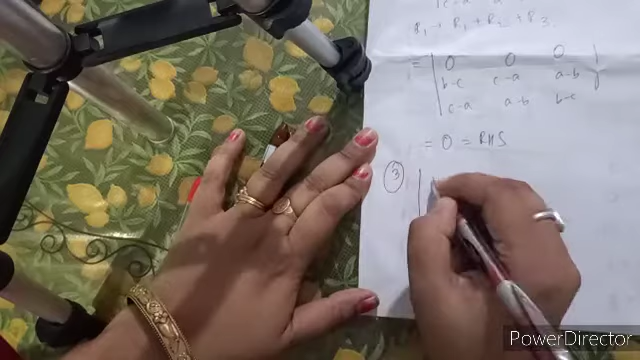 c-a
R₁ → R₁ + R₂ + R₃.
= | 0 0 0 |
b-c c-a a-b
c-a a-b b-c
= 0 = RHS
③ |
PowerDirector